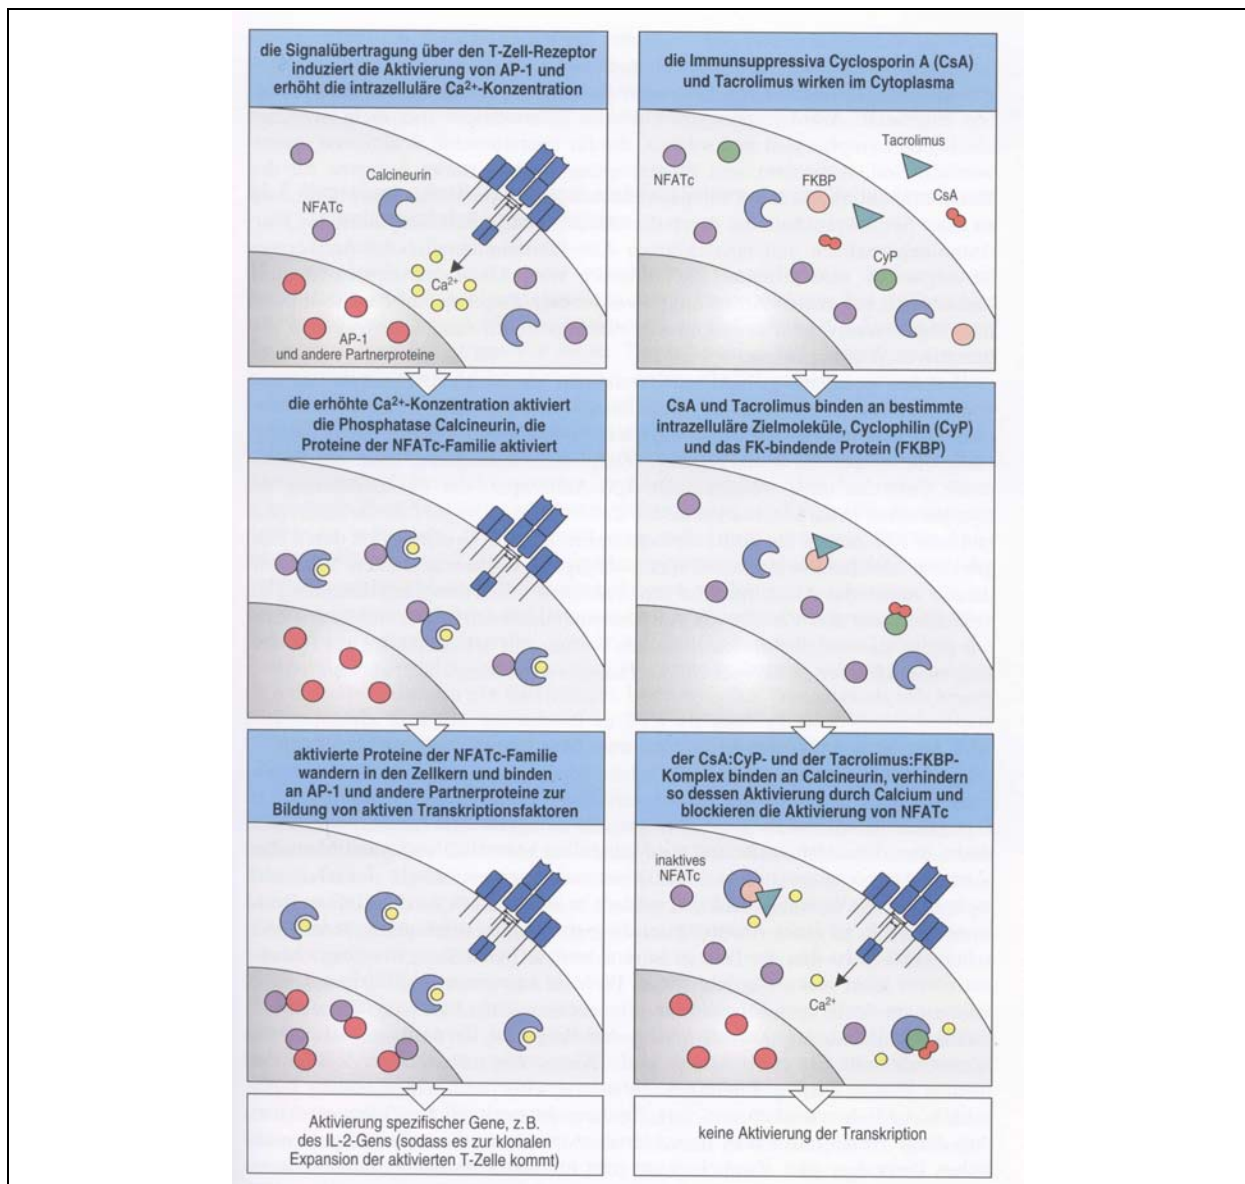 die Signalübertragung über den T-Zell-Rezeptor
induziert die Aktivierung von AP-1 und
erhöht die intrazelluläre Ca²⁺-Konzentration
Calcineurin
NFATc
Ca²⁺
AP-1
und andere Partnerproteine
die erhöhte Ca²⁺-Konzentration aktiviert
die Phosphatase Calcineurin, die
Proteine der NFATc-Familie aktiviert
aktivierte Proteine der NFATc-Familie
wandern in den Zellkern und binden
an AP-1 und andere Partnerproteine zur
Bildung von aktiven Transkriptionsfaktoren
Aktivierung spezifischer Gene, z. B.
des IL-2-Gens (sodass es zur klonalen
Expansion der aktivierten T-Zelle kommt)
die Immunsuppressiva Cyclosporin A (CsA)
und Tacrolimus wirken im Cytoplasma
Tacrolimus
NFATc
FKBP
CsA
CyP
CsA und Tacrolimus binden an bestimmte
intrazelluläre Zielmoleküle, Cyclophilin (CyP)
und das FK-bindende Protein (FKBP)
der CsA:CyP- und der Tacrolimus:FKBP-
Komplex binden an Calcineurin, verhindern
so dessen Aktivierung durch Calcium und
blockieren die Aktivierung von NFATc
inaktives
NFATc
Ca²⁺
keine Aktivierung der Transkription